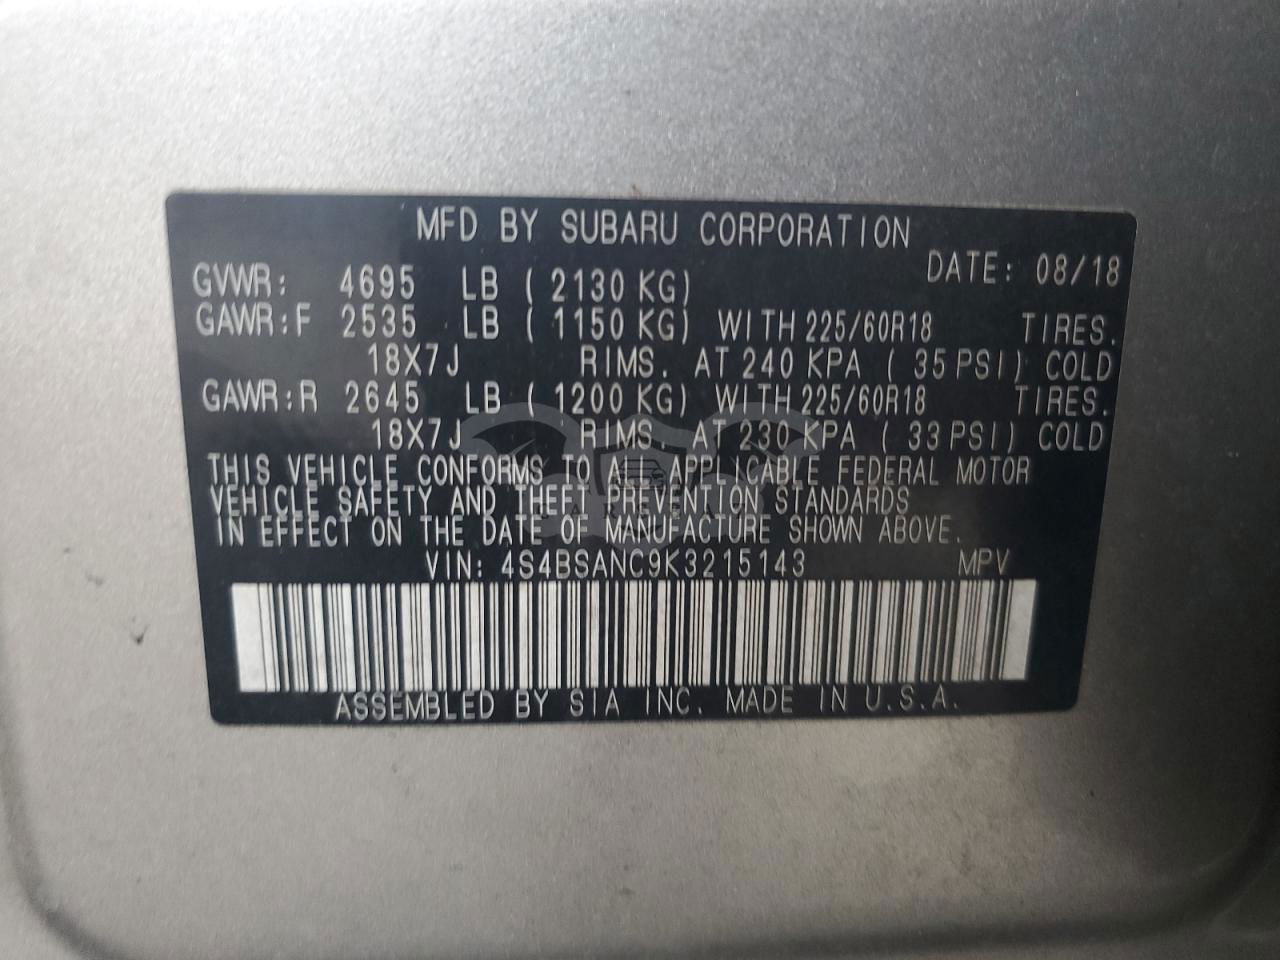 MFD BY SUBARU CORPORATION
DATE: 08/18
GVWR: 4695 LB ( 2130 KG)
GAWR:F 2535 LB ( 1150 KG) WITH 225/60R18 TIRES.
18X7J RIMS. AT 240 KPA ( 35 PSI) COLD
GAWR:R 2645 LB ( 1200 KG) WITH 225/60R18 TIRES.
18X7J RIMS. AT 230 KPA ( 33 PSI) COLD
THIS VEHICLE CONFORMS TO ALL APPLICABLE FEDERAL MOTOR
VEHICLE SAFETY AND THEFT PREVENTION STANDARDS
IN EFFECT ON THE DATE OF MANUFACTURE SHOWN ABOVE.
VIN: 4S4BSANC9K3215143 MPV
ASSEMBLED BY SIA INC. MADE IN U.S.A.